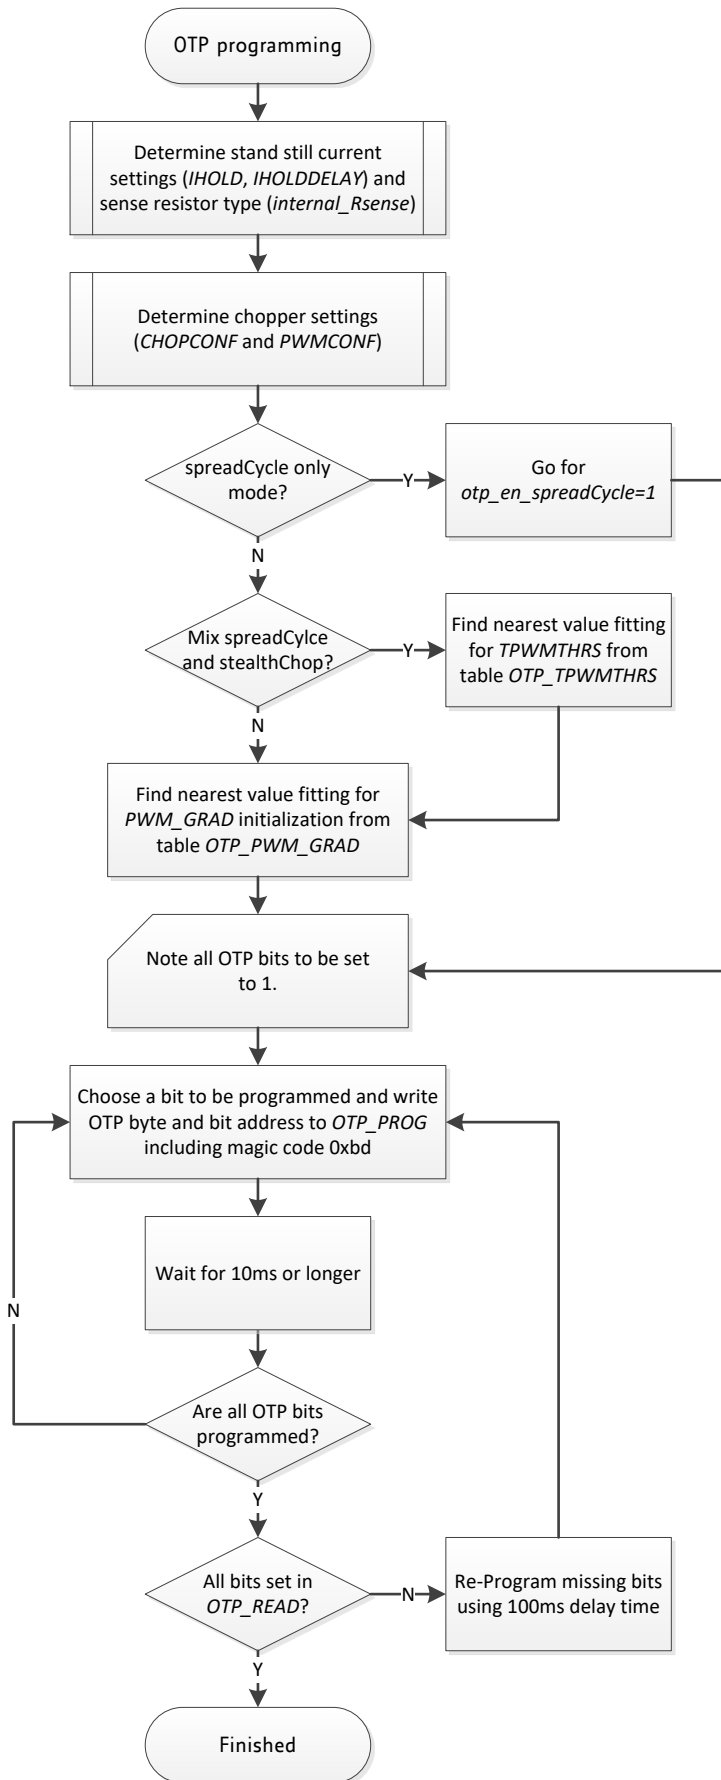 OTP programming
Determine stand still current
settings (IHOLD, IHOLDDELAY) and
sense resistor type (internal_Rsense)
Determine chopper settings
(CHOPCONF and PWMCONF)
spreadCycle only
mode?
Y
Go for
otp_en_spreadCycle=1
N
Mix spreadCylce
and stealthChop?
Y
Find nearest value fitting
for TPWMTHRS from
table OTP_TPWMTHRS
N
Find nearest value fitting for
PWM_GRAD initialization from
table OTP_PWM_GRAD
Note all OTP bits to be set
to 1.
Choose a bit to be programmed and write
OTP byte and bit address to OTP_PROG
including magic code 0xbd
Wait for 10ms or longer
N
Are all OTP bits
programmed?
Y
All bits set in
OTP_READ?
N
Re-Program missing bits
using 100ms delay time
Y
Finished